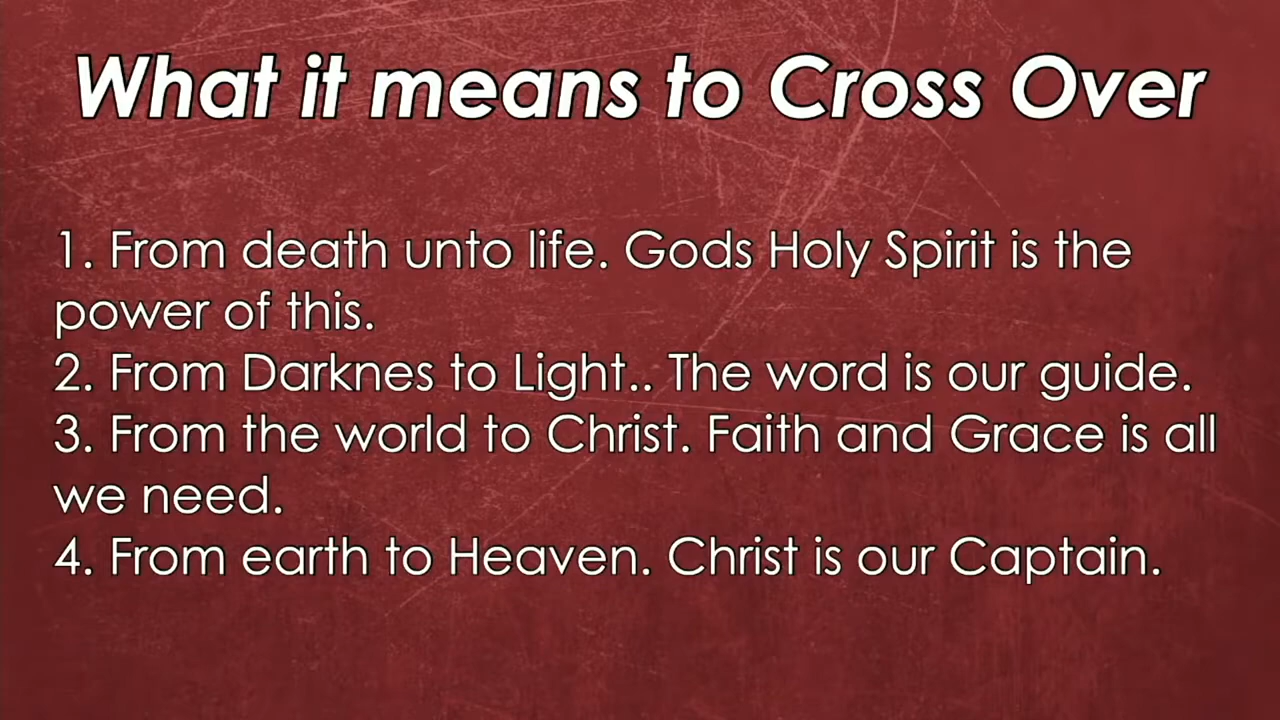 What it means to Cross Over
1. From death unto life. Gods Holy Spirit is the
power of this.
2. From Darknes to Light.. The word is our guide.
3. From the world to Christ. Faith and Grace is all
we need.
4. From earth to Heaven. Christ is our Captain.